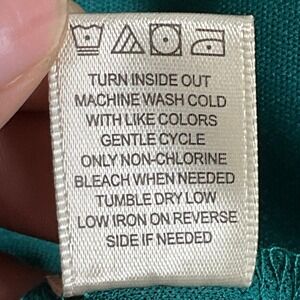 TURN INSIDE OUT
MACHINE WASH COLD
WITH LIKE COLORS
GENTLE CYCLE
ONLY NON-CHLORINE
BLEACH WHEN NEEDED
TUMBLE DRY LOW
LOW IRON ON REVERSE
SIDE IF NEEDED